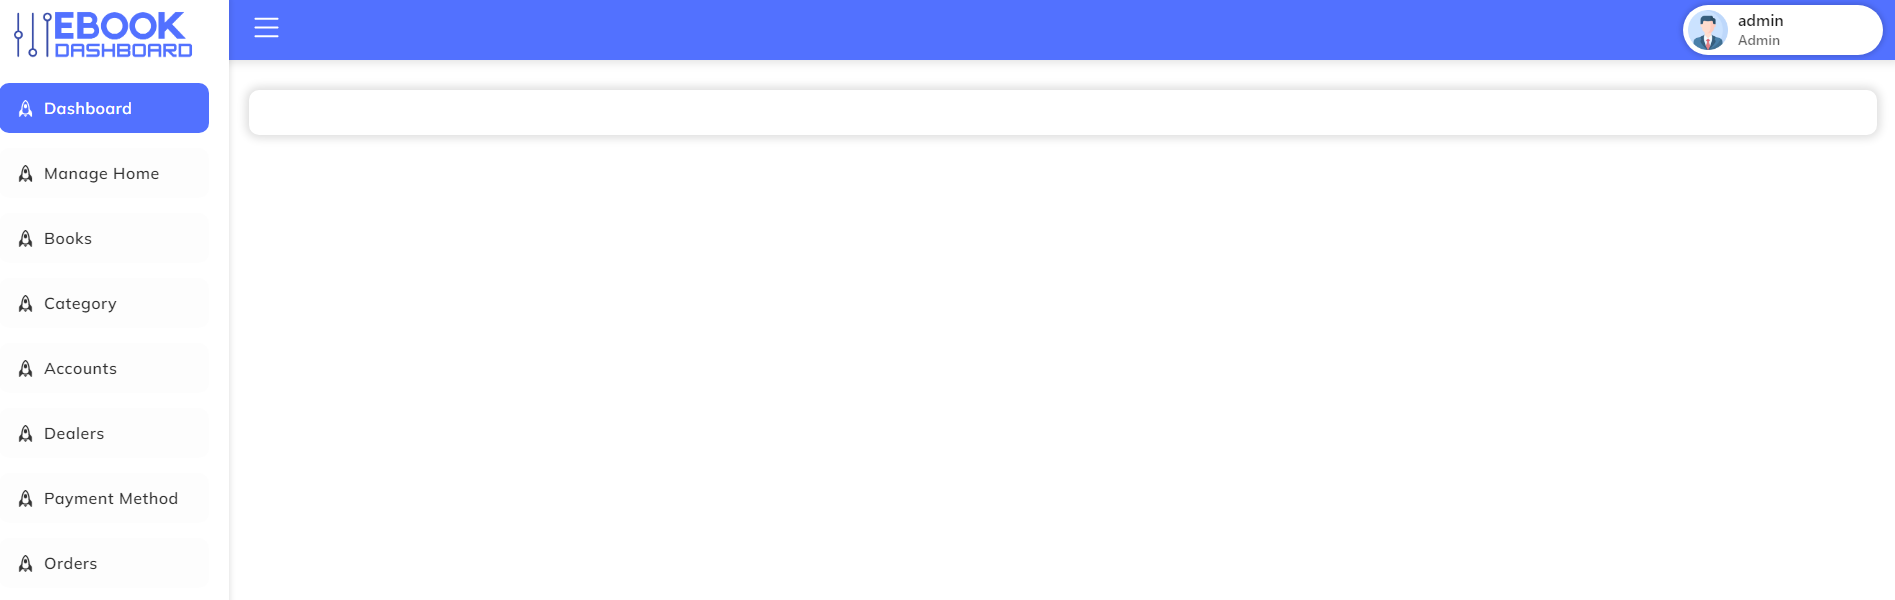 EBOOK
DASHBOARD
admin
Admin
Dashboard
Manage Home
Books
Category
Accounts
Dealers
Payment Method
Orders